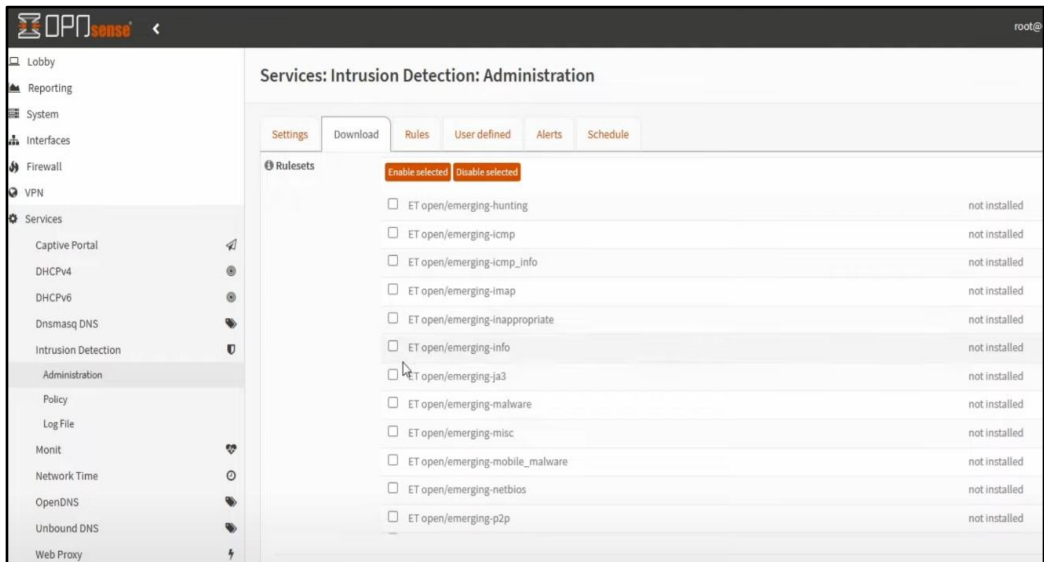 OPNsense
root@
Lobby
Reporting
System
Interfaces
Firewall
VPN
Services
Captive Portal
DHCPv4
DHCPv6
Dnsmasq DNS
Intrusion Detection
Administration
Policy
Log File
Monit
Network Time
OpenDNS
Unbound DNS
Web Proxy
Services: Intrusion Detection: Administration
Settings Download Rules User defined Alerts Schedule
Rulesets
Enable selected Disable selected
ET open/emerging-hunting not installed
ET open/emerging-icmp not installed
ET open/emerging-icmp_info not installed
ET open/emerging-imap not installed
ET open/emerging-inappropriate not installed
ET open/emerging-info not installed
ET open/emerging-ja3 not installed
ET open/emerging-malware not installed
ET open/emerging-misc not installed
ET open/emerging-mobile_malware not installed
ET open/emerging-netbios not installed
ET open/emerging-p2p not installed